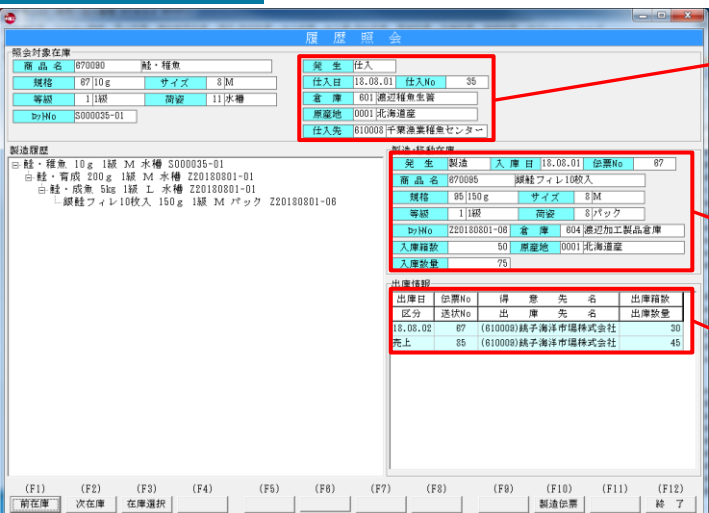 履 歴 照 会
照会対象在庫
商 品 名 670090 鮭・稚魚
規格 67 10g サイズ 8 M
等級 1 1級 荷姿 11 水槽
ロットNo S000035-01
発 生 仕入
仕入日 18.08.01 仕入No 35
倉 庫 601 渡辺稚魚生簀
原産地 0001 北海道産
仕入先 610008 千葉漁業稚魚センター
製造履歴
鮭・稚魚 10g 1級 M 水槽 S000035-01
鮭・育成 200g 1級 M 水槽 Z20180801-01
鮭・成魚 5kg 1級 L 水槽 Z20180801-01
銀鮭フィレ10枚入 150g 1級 M パック Z20180801-06
製造・移動在庫
発 生 製造 入 庫 日 18.08.01 伝票No 67
商 品 名 670095 銀鮭フィレ10枚入
規格 95 150g サイズ 8 M
等級 1 1級 荷姿 8 パック
ロットNo Z20180801-06 倉 庫 604 渡辺加工製品倉庫
入庫箱数 50 原産地 0001 北海道産
入庫数量 75
出庫情報
出庫日 伝票No 得 意 先 名 出庫箱数
区分 送状No 出 庫 先 名 出庫数量
18.08.02 67 (610009)銚子海洋市場株式会社 30
売上 85 (610009)銚子海洋市場株式会社 45
(F1) (F2) (F3) (F4) (F5) (F6) (F7) (F8) (F9) (F10) (F11) (F12)
前在庫 次在庫 在庫選択 製造伝票 終 了